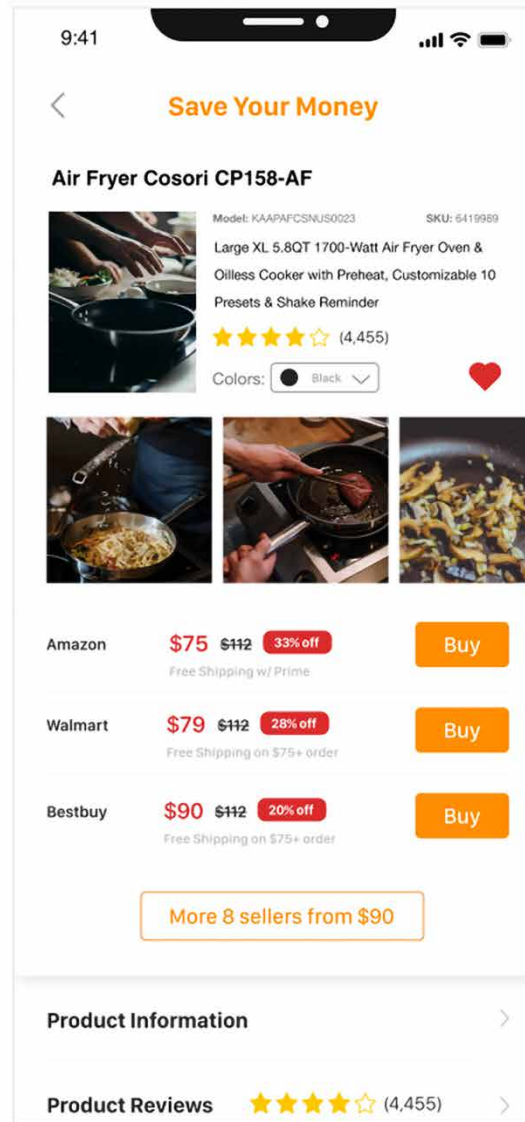 9:41
Save Your Money
Air Fryer Cosori CP158-AF
Model: KAAPAFCSNUS0023 SKU: 6419989
Large XL 5.8QT 1700-Watt Air Fryer Oven &
Oilless Cooker with Preheat, Customizable 10
Presets & Shake Reminder
(4,455)
Colors: Black
Amazon $75 $112 33% off Buy
Free Shipping w/ Prime
Walmart $79 $112 28% off Buy
Free Shipping on $75+ order
Bestbuy $90 $112 20% off Buy
Free Shipping on $75+ order
More 8 sellers from $90
Product Information
Product Reviews (4,455)